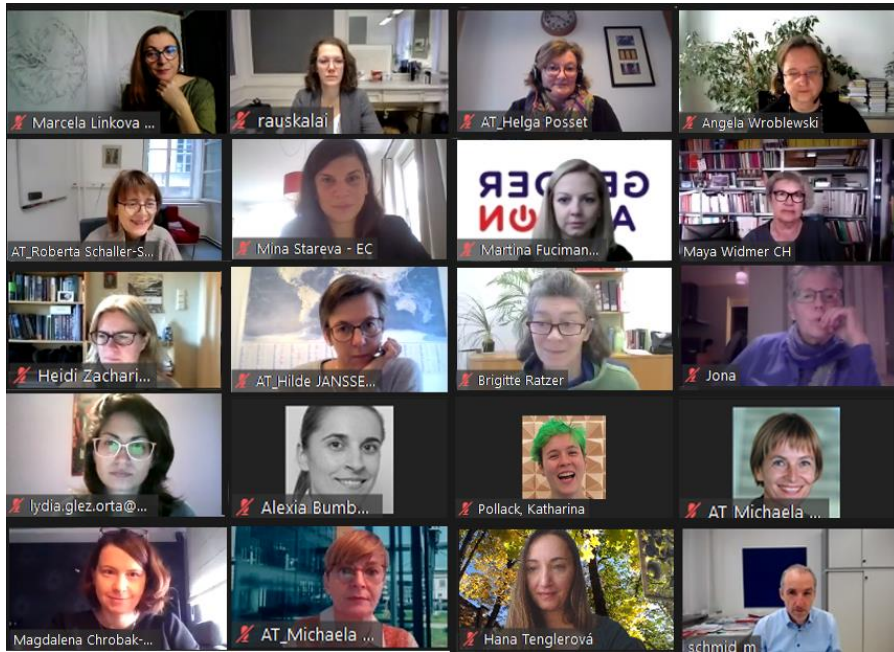 Marcela Linkova ...
rauskalai
AT_Helga Posset
Angela Wroblewski
AT_Roberta Schaller-S...
Mina Stareva - EC
GENDER
ACTION
Martina Fuciman...
Maya Widmer CH
Heidi Zachari...
AT_Hilde JANSSE...
Brigitte Ratzer
Jona
lydia.glez.orta@...
Alexia Bumb...
Pollack, Katharina
AT Michaela ...
Magdalena Chrobak-...
AT_Michaela ...
Hana Tenglerová
schmid_m